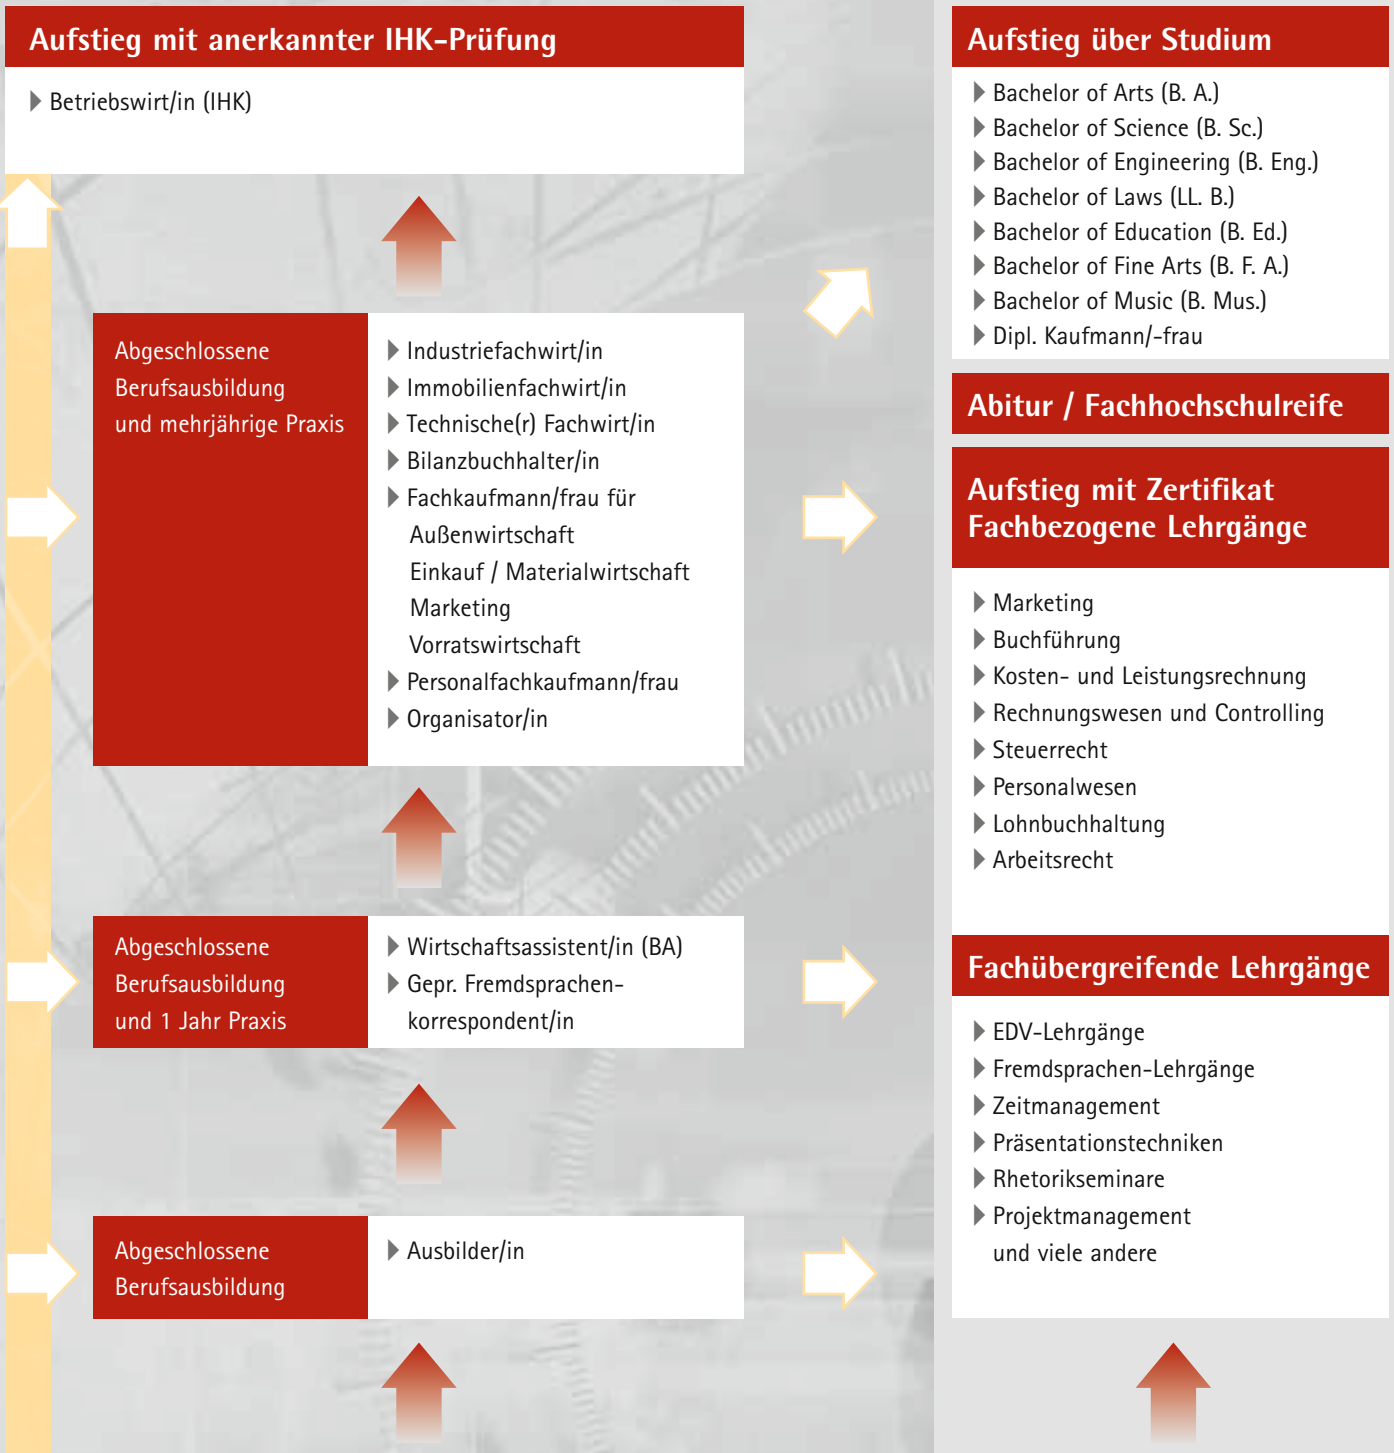 Aufstieg mit anerkannter IHK-Prüfung
Betriebswirt/in (IHK)
Abgeschlossene
Berufsausbildung
und mehrjährige Praxis
Industriefachwirt/in
Immobilienfachwirt/in
Technische(r) Fachwirt/in
Bilanzbuchhalter/in
Fachkaufmann/frau für
Außenwirtschaft
Einkauf / Materialwirtschaft
Marketing
Vorratswirtschaft
Personalfachkaufmann/frau
Organisator/in
Abgeschlossene
Berufsausbildung
und 1 Jahr Praxis
Wirtschaftsassistent/in (BA)
Gepr. Fremdsprachen-
korrespondent/in
Abgeschlossene
Berufsausbildung
Ausbilder/in
Aufstieg über Studium
Bachelor of Arts (B. A.)
Bachelor of Science (B. Sc.)
Bachelor of Engineering (B. Eng.)
Bachelor of Laws (LL. B.)
Bachelor of Education (B. Ed.)
Bachelor of Fine Arts (B. F. A.)
Bachelor of Music (B. Mus.)
Dipl. Kaufmann/-frau
Abitur / Fachhochschulreife
Aufstieg mit Zertifikat
Fachbezogene Lehrgänge
Marketing
Buchführung
Kosten- und Leistungsrechnung
Rechnungswesen und Controlling
Steuerrecht
Personalwesen
Lohnbuchhaltung
Arbeitsrecht
Fachübergreifende Lehrgänge
EDV-Lehrgänge
Fremdsprachen-Lehrgänge
Zeitmanagement
Präsentationstechniken
Rhetorikseminare
Projektmanagement
und viele andere